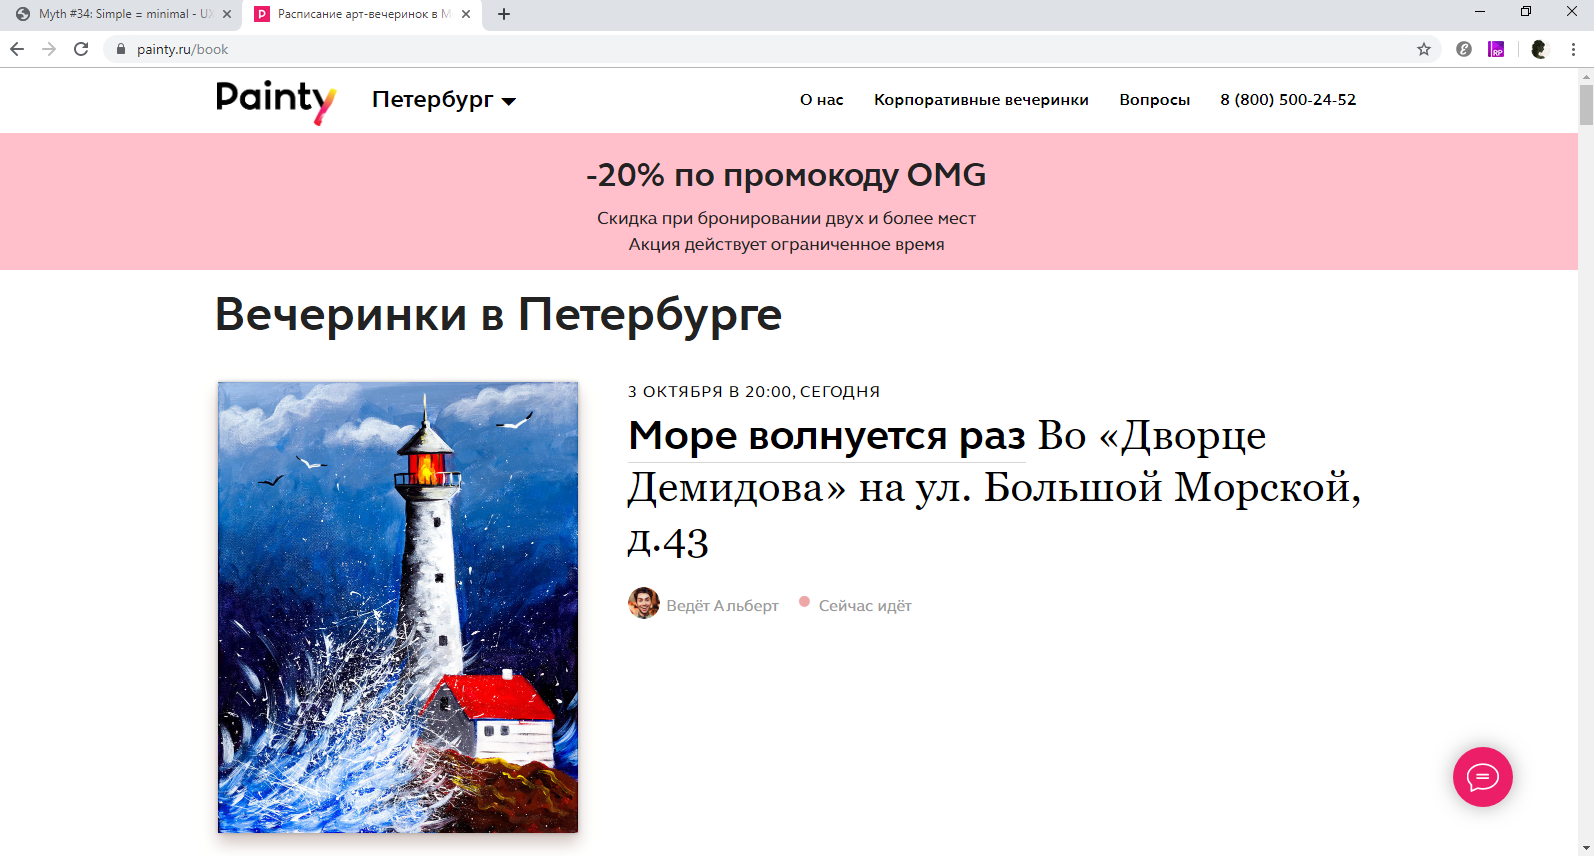 Myth #34: Simple = minimal - UX
Расписание арт-вечеринок в М
painty.ru/book
RP
Painty
Петербург
О нас
Корпоративные вечеринки
Вопросы
8 (800) 500-24-52
-20% по промокоду OMG
Скидка при бронировании двух и более мест
Акция действует ограниченное время
Вечеринки в Петербурге
3 ОКТЯБРЯ В 20:00, СЕГОДНЯ
Море волнуется раз Во «Дворце
Демидова» на ул. Большой Морской,
д.43
Ведёт Альберт
Сейчас идёт